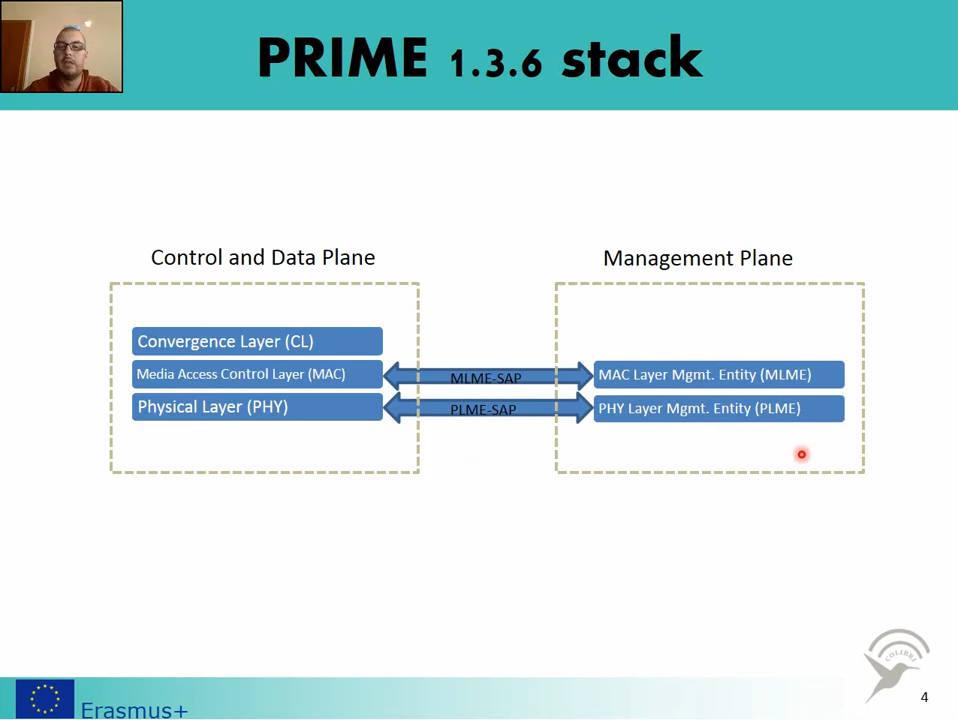 PRIME 1.3.6 stack
Control and Data Plane
Management Plane
Convergence Layer (CL)
Media Access Control Layer (MAC)
MLME-SAP
MAC Layer Mgmt. Entity (MLME)
Physical Layer (PHY)
PLME-SAP
PHY Layer Mgmt. Entity (PLME)
COLIBRI
4
Erasmus+